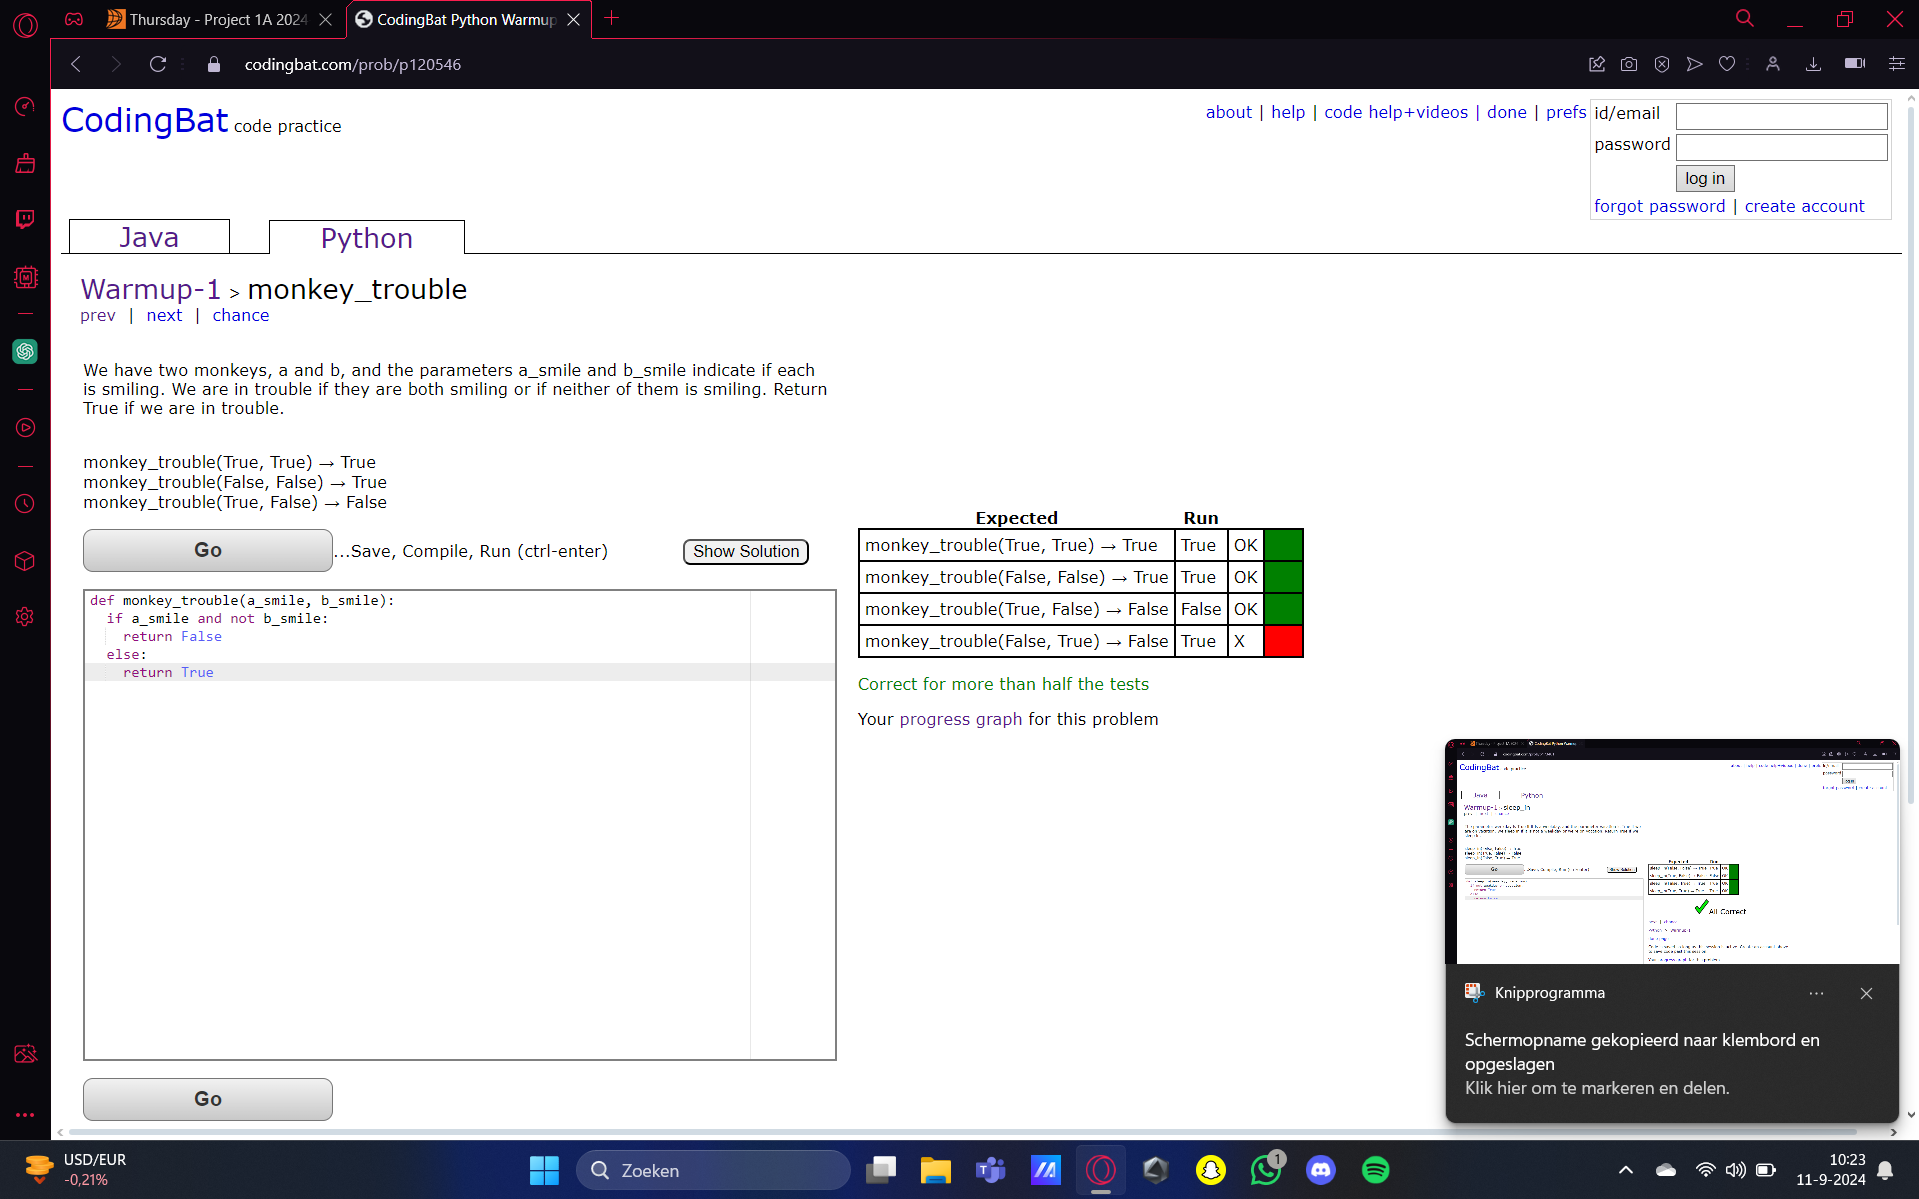 Thursday - Project 1A 2024
CodingBat Python Warmup
codingbat.com/prob/p120546
CodingBat code practice
about | help | code help+videos | done | prefs
id/email
password
log in
forgot password | create account
Java
Python
Warmup-1 > monkey_trouble
prev | next | chance
We have two monkeys, a and b, and the parameters a_smile and b_smile indicate if each
is smiling. We are in trouble if they are both smiling or if neither of them is smiling. Return
True if we are in trouble.
monkey_trouble(True, True) → True
monkey_trouble(False, False) → True
monkey_trouble(True, False) → False
Go
...Save, Compile, Run (ctrl-enter)
Show Solution
def monkey_trouble(a_smile, b_smile):
  if a_smile and not b_smile:
    return False
  else:
    return True
Go
Expected Run
monkey_trouble(True, True) → True True OK
monkey_trouble(False, False) → True True OK
monkey_trouble(True, False) → False False OK
monkey_trouble(False, True) → False True X
Correct for more than half the tests
Your progress graph for this problem
CodingBat
Java
Python
Warmup-1 > sleep_in
All Correct
Knipprogramma
Schermopname gekopieerd naar klembord en
opgeslagen
Klik hier om te markeren en delen.
USD/EUR
-0,21%
Zoeken
1
10:23
11-9-2024